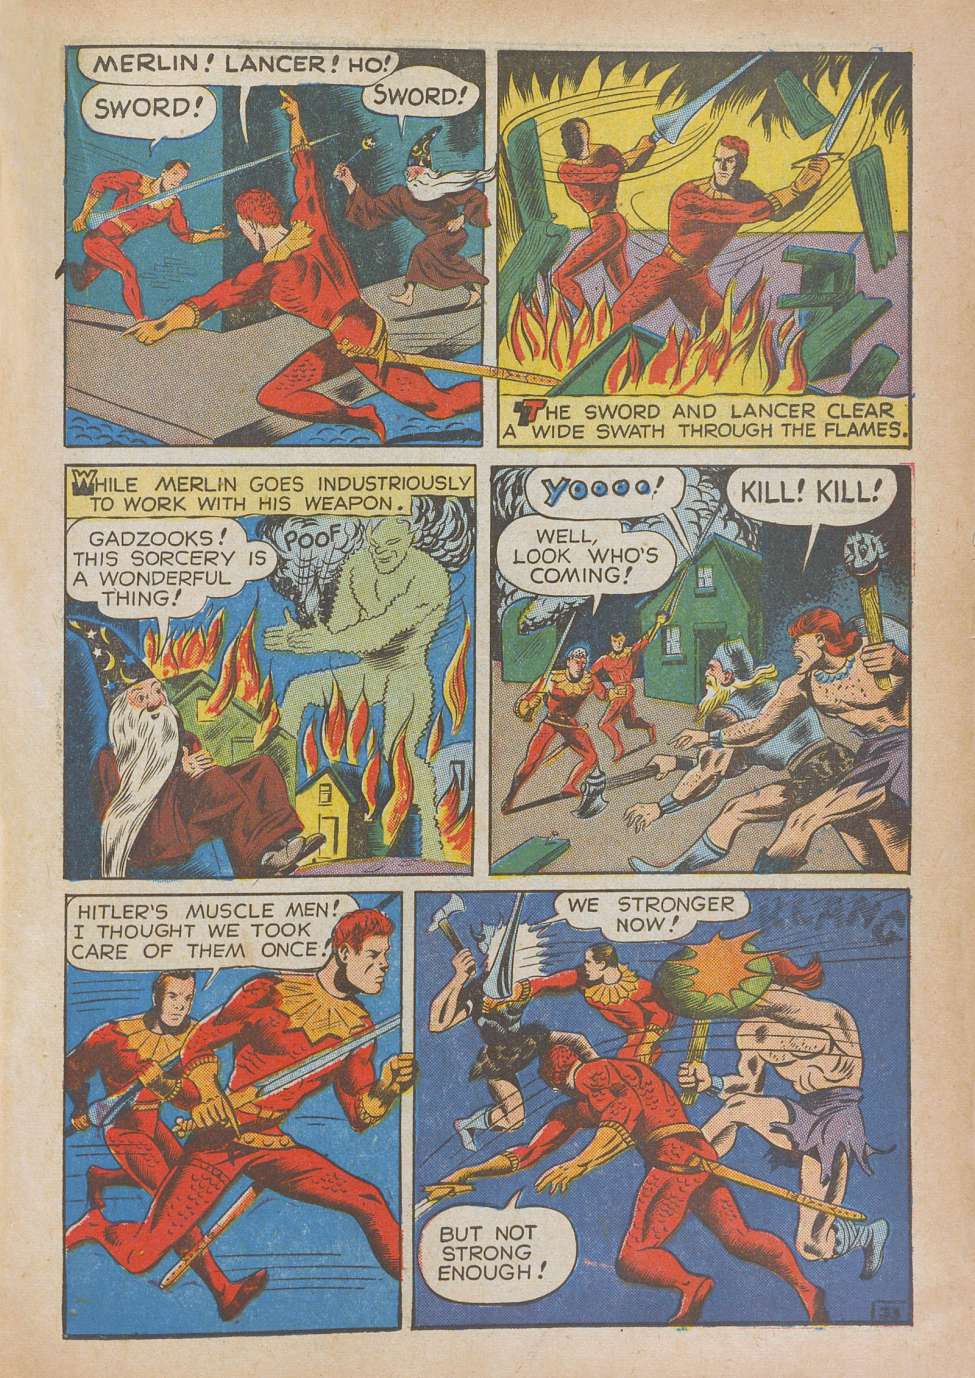 MERLIN! LANCER! HO!
SWORD!
SWORD!
THE SWORD AND LANCER CLEAR
A WIDE SWATH THROUGH THE FLAMES.
WHILE MERLIN GOES INDUSTRIOUSLY
TO WORK WITH HIS WEAPON.
GADZOOKS!
THIS SORCERY IS
A WONDERFUL
THING!
POOF
YOOOO!
WELL,
LOOK WHO'S
COMING!
KILL! KILL!
HITLER'S MUSCLE MEN!
I THOUGHT WE TOOK
CARE OF THEM ONCE!
WE STRONGER
NOW!
KLANG
BUT NOT
STRONG
ENOUGH!